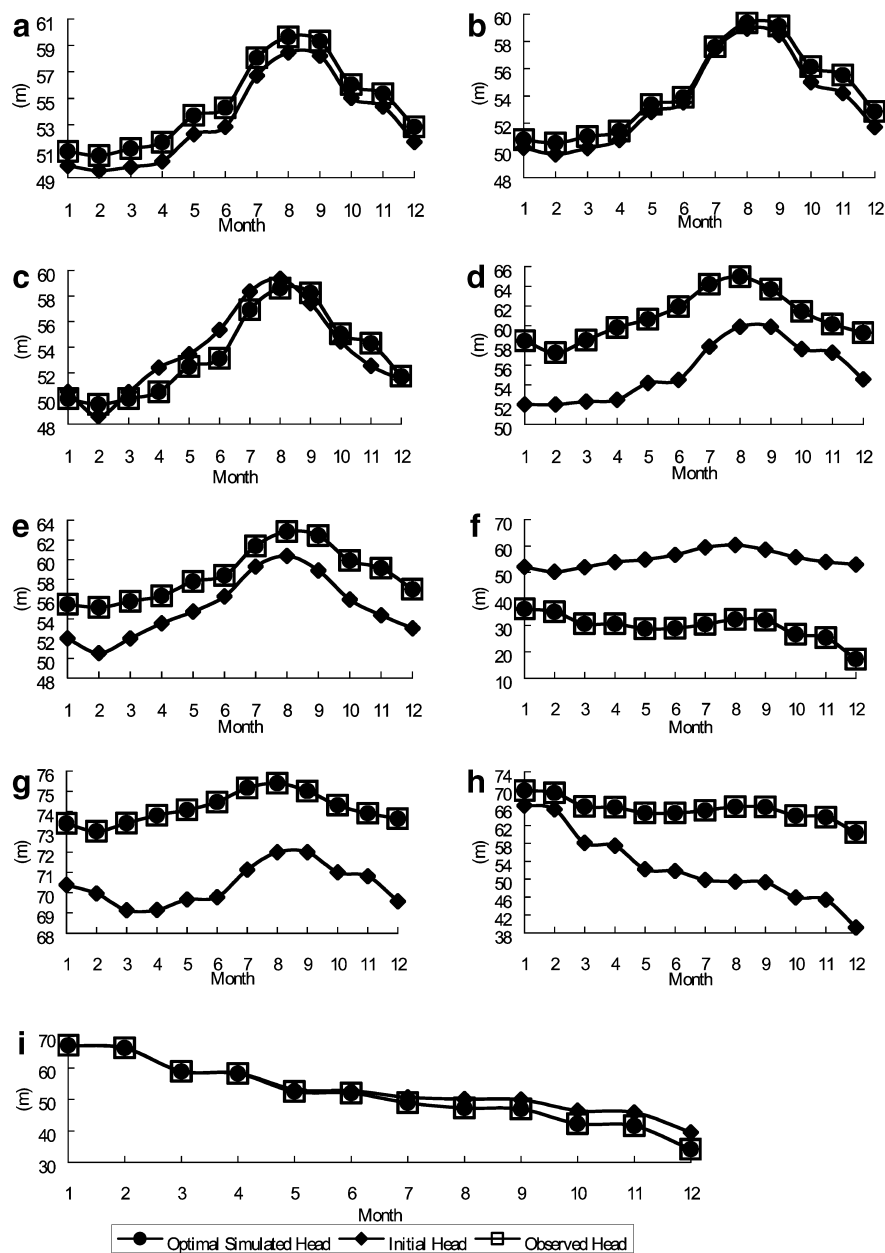 a
61
59
57
55
53
51
49
(m)
1 2 3 4 5 6 7 8 9 10 11 12
Month
b
60
58
56
54
52
50
48
(m)
1 2 3 4 5 6 7 8 9 10 11 12
Month
c
60
58
56
54
52
50
48
(m)
1 2 3 4 5 6 7 8 9 10 11 12
Month
d
66
64
62
60
58
56
54
52
50
(m)
1 2 3 4 5 6 7 8 9 10 11 12
Month
e
64
62
60
58
56
54
52
50
48
(m)
1 2 3 4 5 6 7 8 9 10 11 12
Month
f
70
60
50
40
30
20
10
(m)
1 2 3 4 5 6 7 8 9 10 11 12
Month
g
76
75
74
73
72
71
70
69
68
(m)
1 2 3 4 5 6 7 8 9 10 11 12
Month
h
74
70
66
62
58
54
50
46
42
38
(m)
1 2 3 4 5 6 7 8 9 10 11 12
Month
i
70
60
50
40
30
(m)
1 2 3 4 5 6 7 8 9 10 11 12
Month
Optimal Simulated Head Initial Head Observed Head